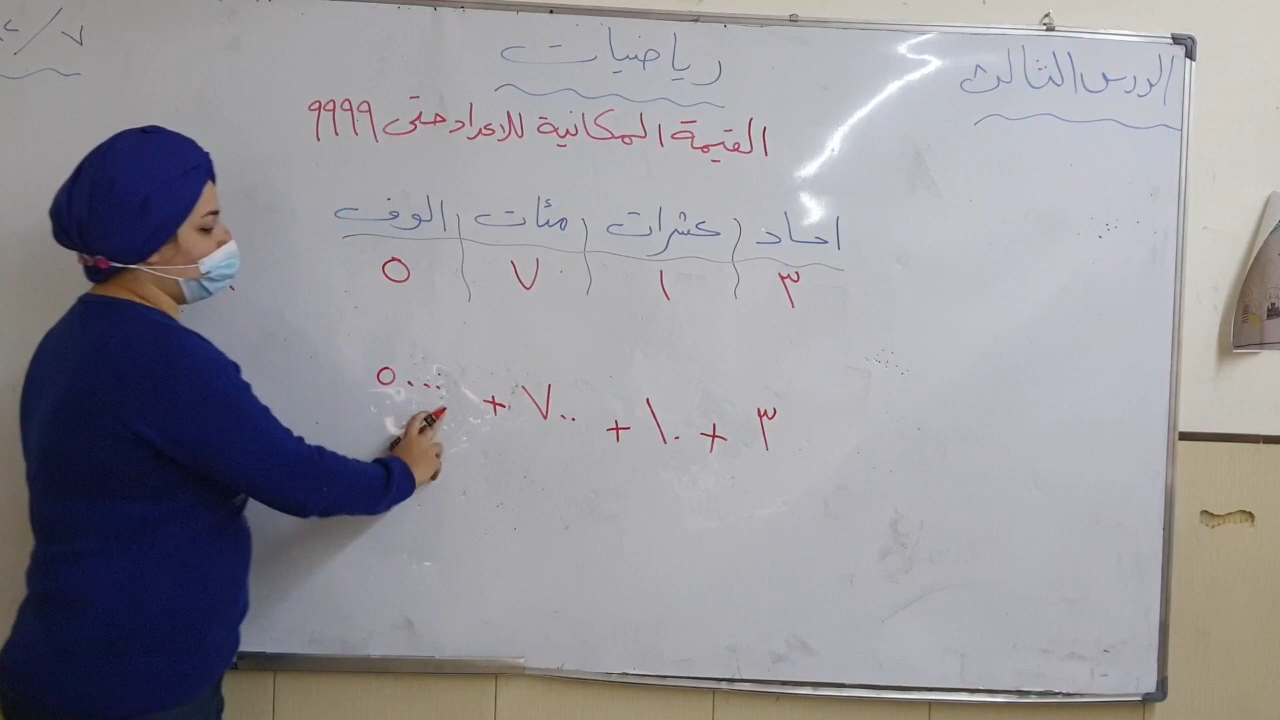 الدرس الثالث
رياضيات
القيمة المكانية للاعداد حتى ٩٩٩٩
احاد عشرات مئات الوف
٣ ١ ٧ ٥
٥٠٠٠ + ٧٠٠ + ١٠ + ٣